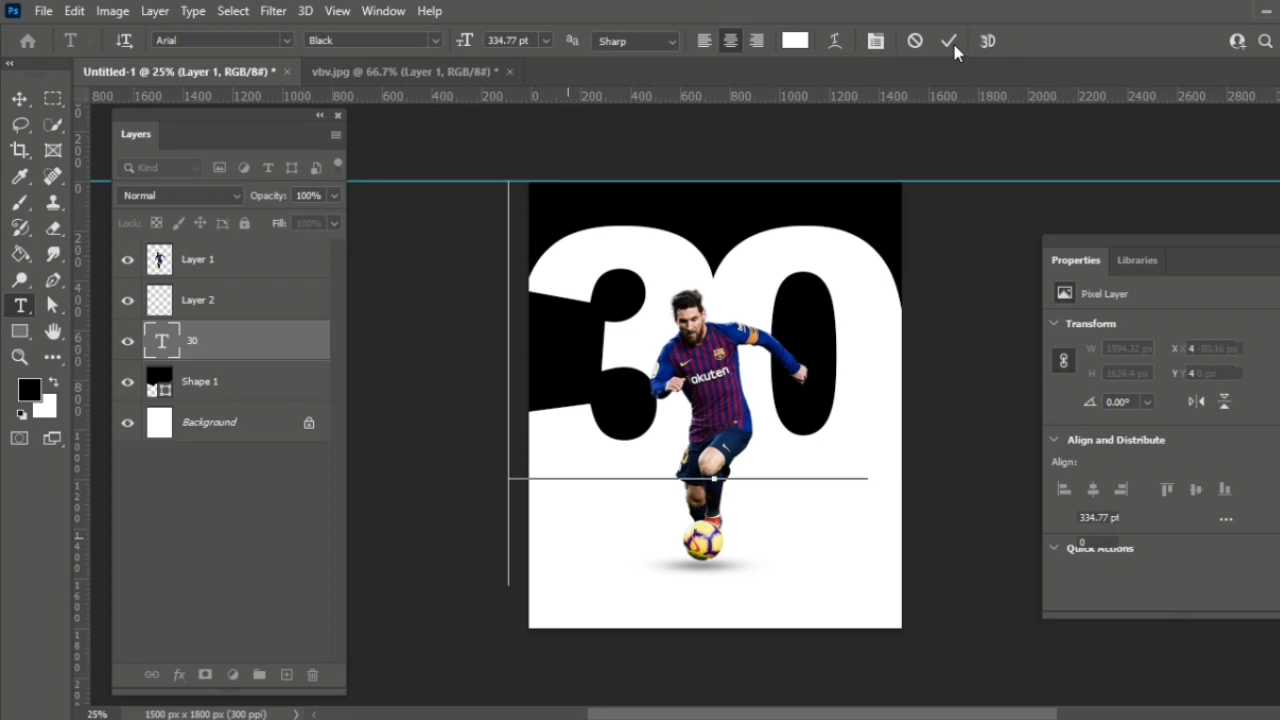 Ps File Edit Image Layer Type Select Filter 3D View Window Help
T Arial Black 334.77 pt aa Sharp 3D
Untitled-1 @ 25% (Layer 1, RGB/8#) * × vbv.jpg @ 66.7% (Layer 1, RGB/8#) * ×
800 1600 1400 1200 1000 800 600 400 200 0 200 400 600 800 1000 1200 1400 1600 1800 2000 2200 2400 2600 2800
Layers
Kind
Normal Opacity: 100%
Lock: Fill: 100%
Layer 1
Layer 2
T 30
Shape 1
Background
30
Rakuten
Properties Libraries
Pixel Layer
Transform
W 1594.32 px X 4 -80.16 px
H 1624.4 px Y 4 0 px
0.00°
Align and Distribute
Align:
334.77 pt
0
Quick Actions
25% 1500 px x 1800 px (300 ppi)